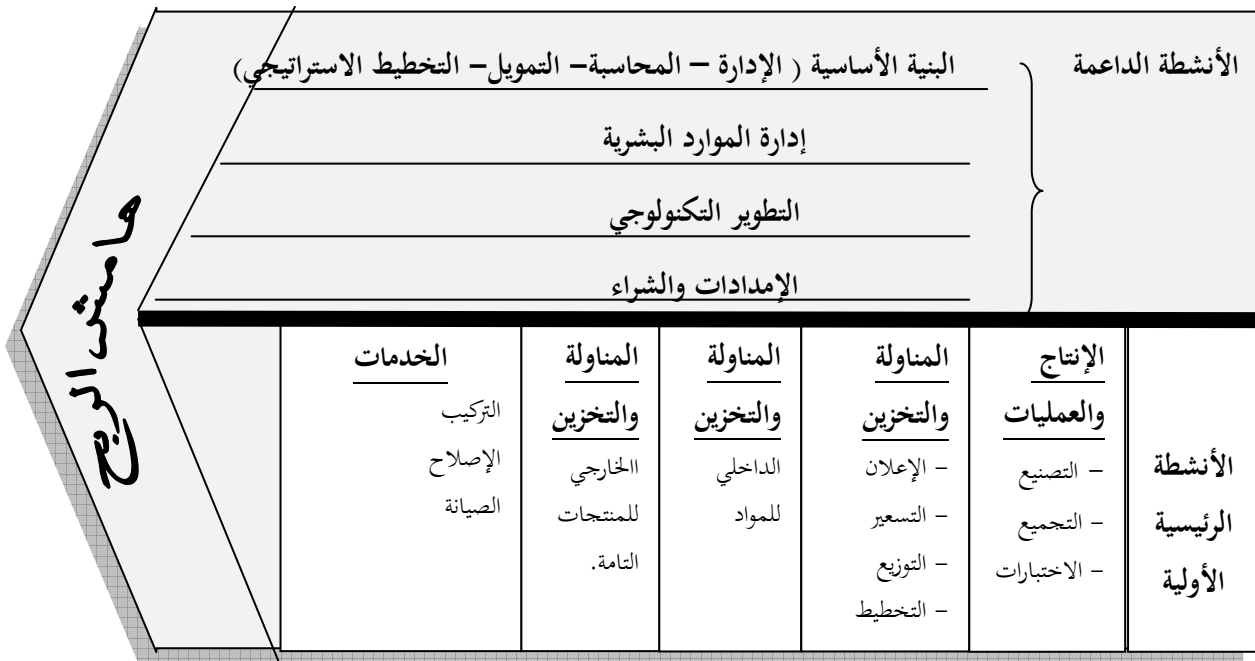 الأنشطة الداعمة
البنية الأساسية ( الإدارة – المحاسبة– التمويل– التخطيط الاستراتيجي)
إدارة الموارد البشرية
التطوير التكنولوجي
الإمدادات والشراء
هامش الربح
الأنشطة
الرئيسية
الأولية
الإنتاج
والعمليات
– التصنيع
– التجميع
– الاختبارات
المناولة
والتخزين
– الإعلان
– التسعير
– التوزيع
– التخطيط
المناولة
والتخزين
الداخلي
للمواد
المناولة
والتخزين
االخارجي
للمنتجات
التامة.
الخدمات
التركيب
الإصلاح
الصيانة